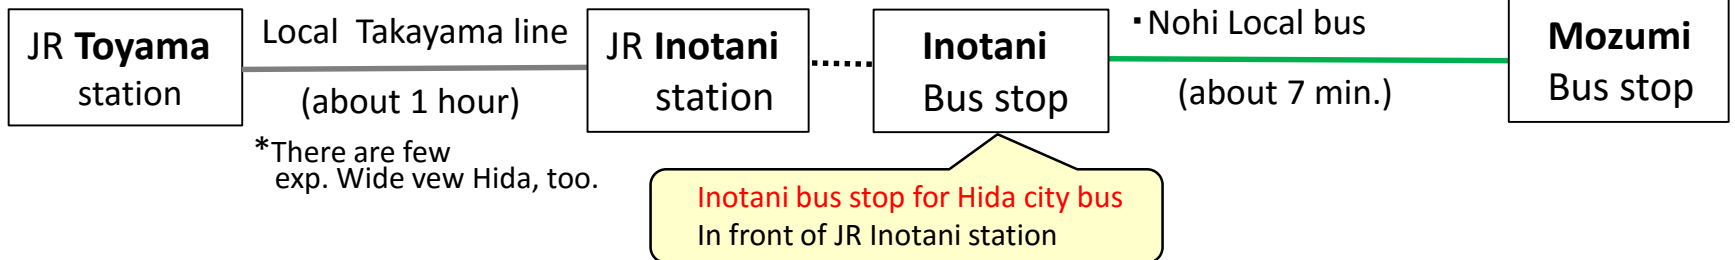 JR Toyama
station
Local Takayama line
(about 1 hour)
*There are few
exp. Wide vew Hida, too.
JR Inotani
station
Inotani
Bus stop
Inotani bus stop for Hida city bus
In front of JR Inotani station
・Nohi Local bus
(about 7 min.)
Mozumi
Bus stop